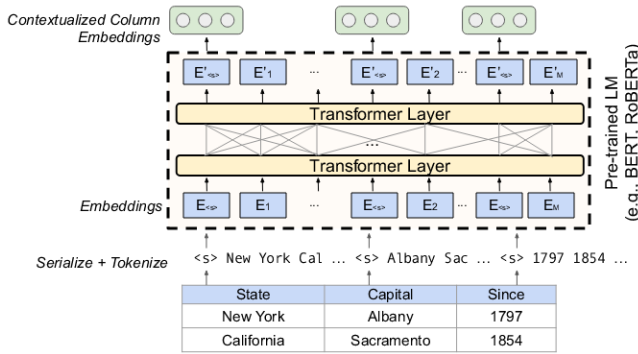 Contextualized Column
Embeddings
E'<s> E'1 ... E'<s> E'2 ... E'<s> E'M
Transformer Layer
...
Transformer Layer
Embeddings E<s> E1 ... E<s> E2 ... E<s> EM
Pre-trained LM
(e.g., BERT, RoBERTa)
Serialize + Tokenize <s> New York Cal ... <s> Albany Sac ... <s> 1797 1854 ...
State Capital Since
New York Albany 1797
California Sacramento 1854